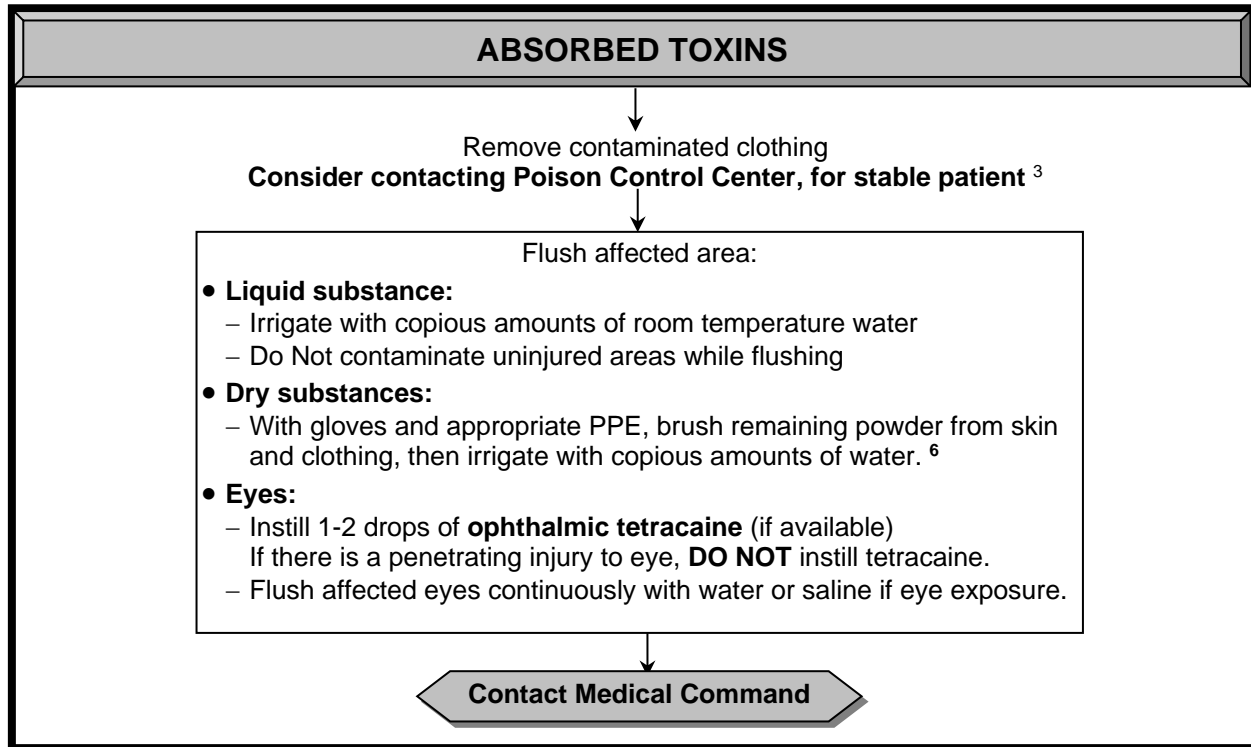 ABSORBED TOXINS
Remove contaminated clothing
Consider contacting Poison Control Center, for stable patient ³
Flush affected area:
• Liquid substance:
– Irrigate with copious amounts of room temperature water
– Do Not contaminate uninjured areas while flushing
• Dry substances:
– With gloves and appropriate PPE, brush remaining powder from skin
and clothing, then irrigate with copious amounts of water. ⁶
• Eyes:
– Instill 1-2 drops of ophthalmic tetracaine (if available)
If there is a penetrating injury to eye, DO NOT instill tetracaine.
– Flush affected eyes continuously with water or saline if eye exposure.
Contact Medical Command